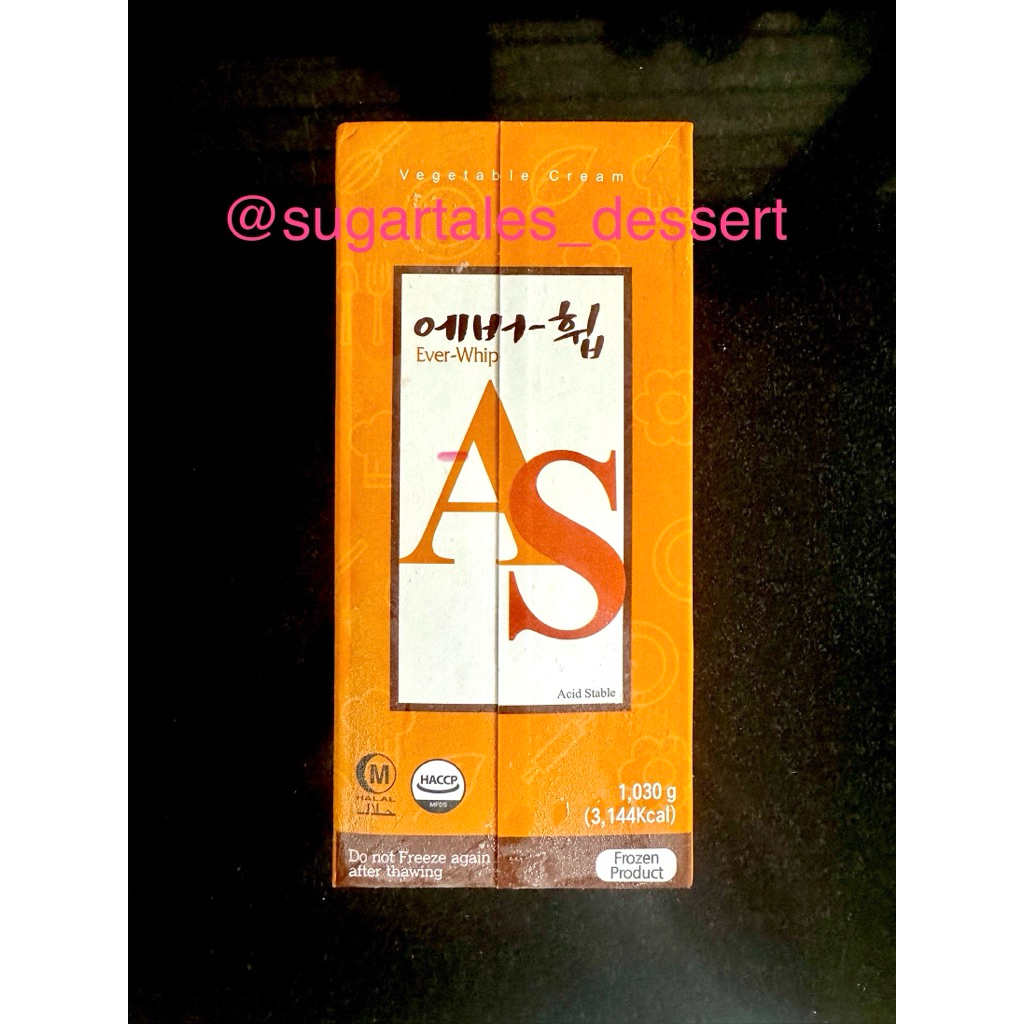 Vegetable Cream
@sugartales_dessert
에버-휩
Ever-Whip
AS
Acid Stable
M
HALAL
حلال
HACCP
MFDS
1,030 g
(3,144Kcal)
Do not Freeze again
after thawing
Frozen
Product